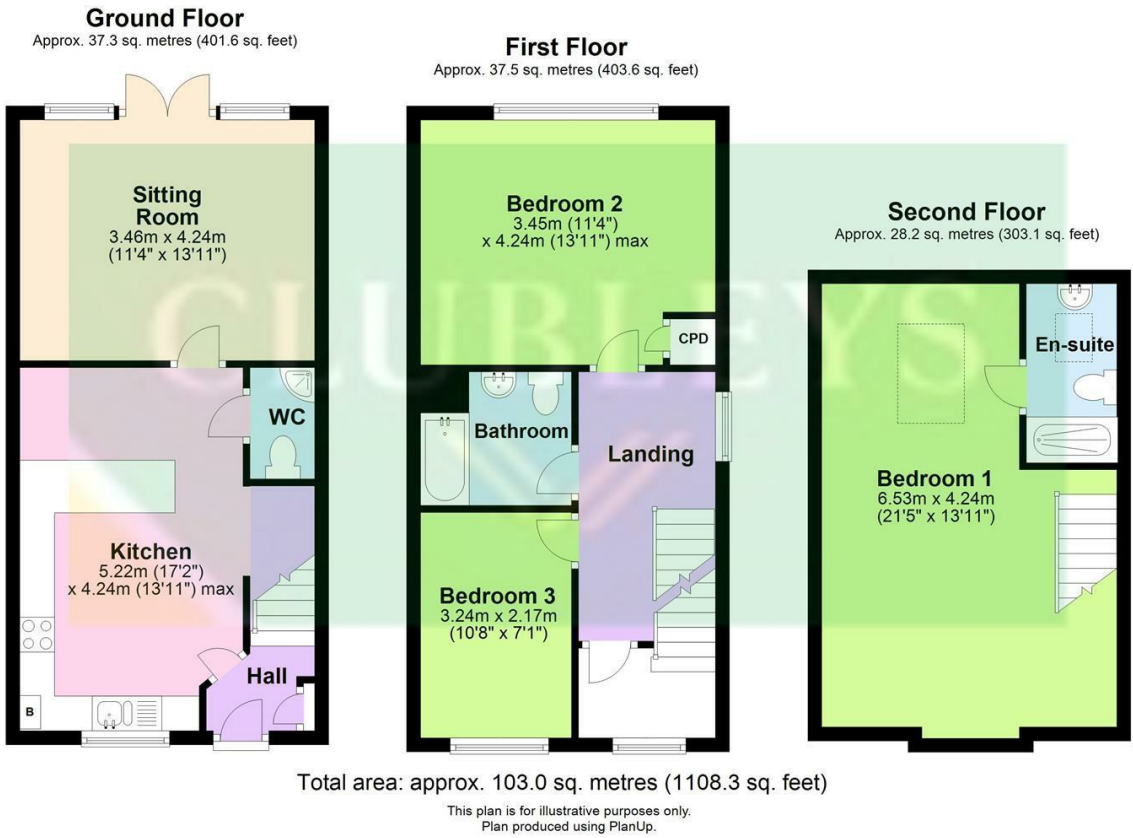 Ground Floor
Approx. 37.3 sq. metres (401.6 sq. feet)
Sitting
Room
3.46m x 4.24m
(11'4" x 13'11")
WC
Kitchen
5.22m (17'2")
x 4.24m (13'11") max
Hall
B
First Floor
Approx. 37.5 sq. metres (403.6 sq. feet)
Bedroom 2
3.45m (11'4")
x 4.24m (13'11") max
CPD
Bathroom
Landing
Bedroom 3
3.24m x 2.17m
(10'8" x 7'1")
Second Floor
Approx. 28.2 sq. metres (303.1 sq. feet)
En-suite
Bedroom 1
6.53m x 4.24m
(21'5" x 13'11")
CLUBLEYS
Total area: approx. 103.0 sq. metres (1108.3 sq. feet)
This plan is for illustrative purposes only.
Plan produced using PlanUp.